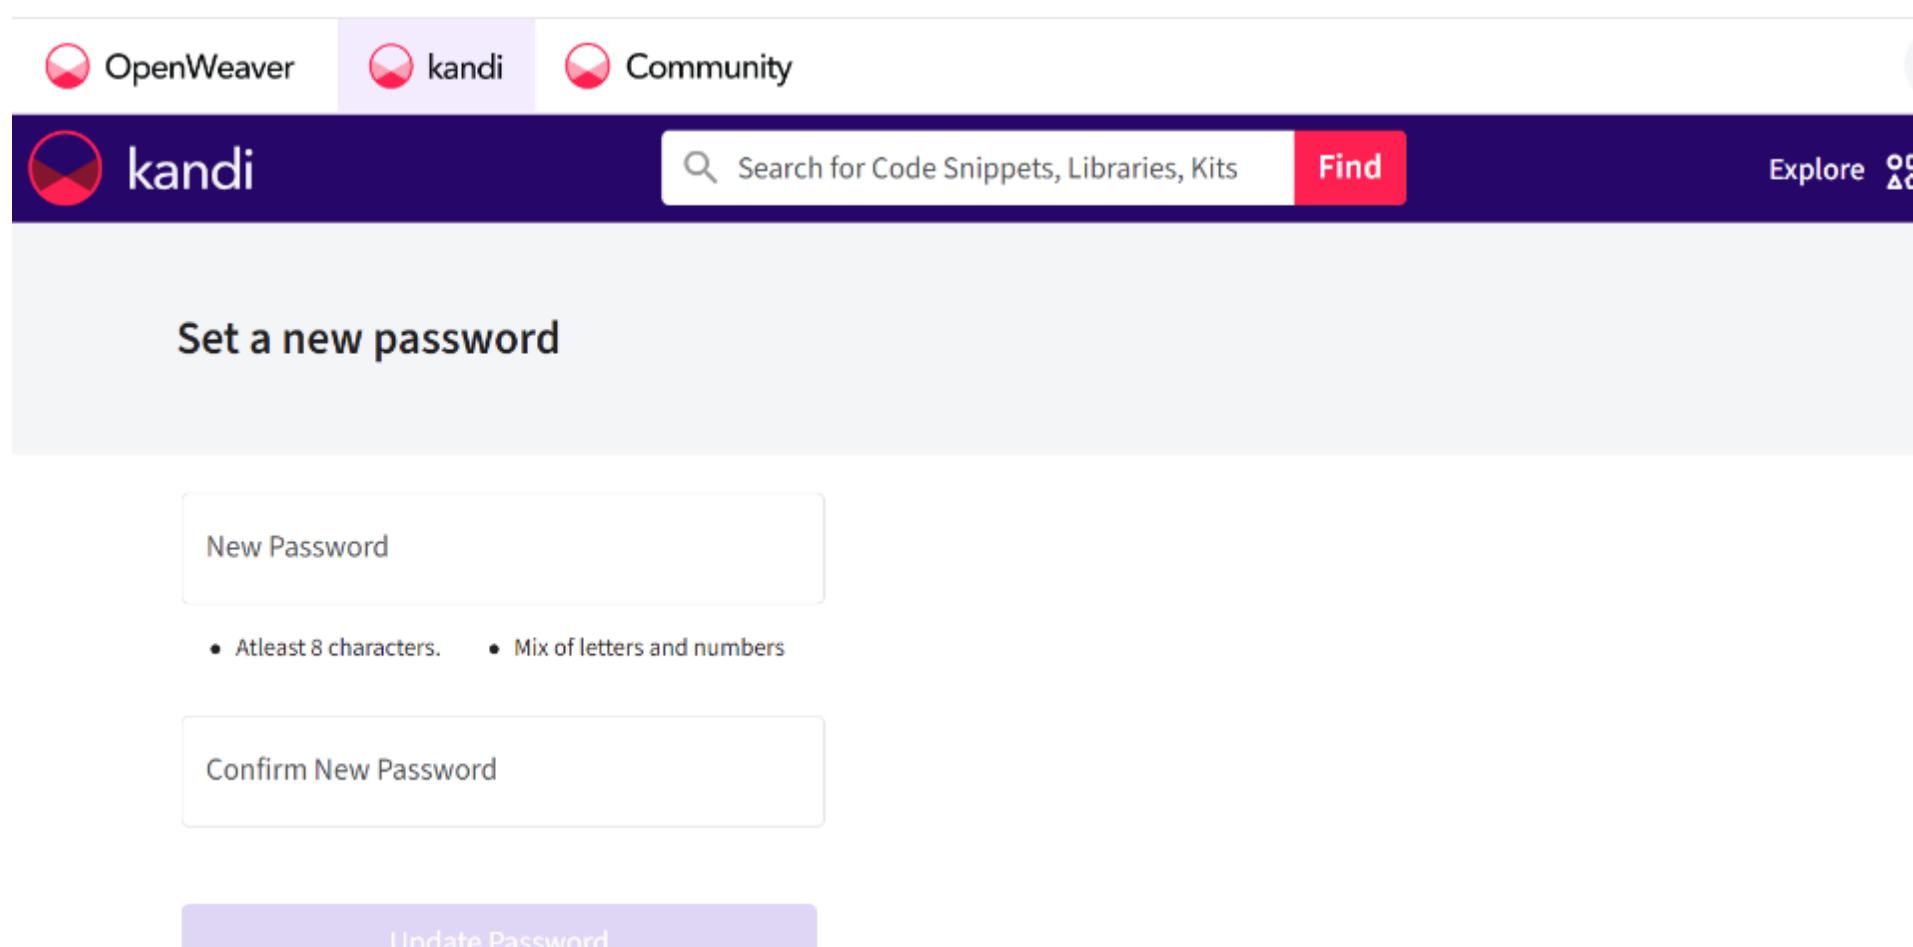 OpenWeaver kandi Community
kandi Search for Code Snippets, Libraries, Kits Find Explore
Set a new password
New Password
• Atleast 8 characters. • Mix of letters and numbers
Confirm New Password
Update Password